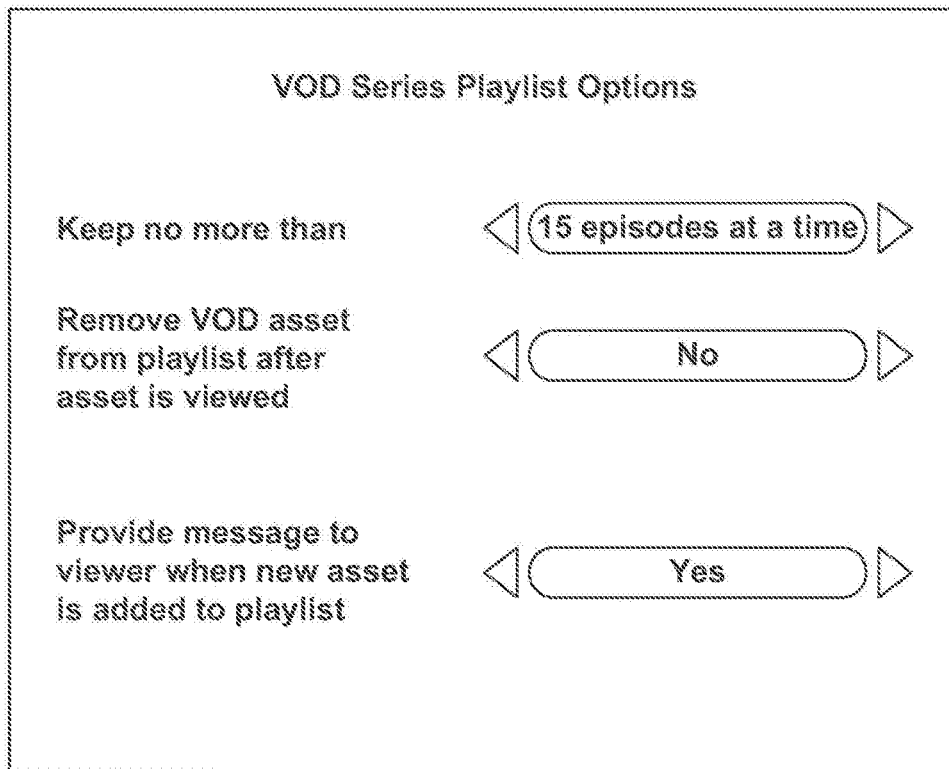 VOD Series Playlist Options
Keep no more than
15 episodes at a time
Remove VOD asset
from playlist after
asset is viewed
No
Provide message to
viewer when new asset
is added to playlist
Yes